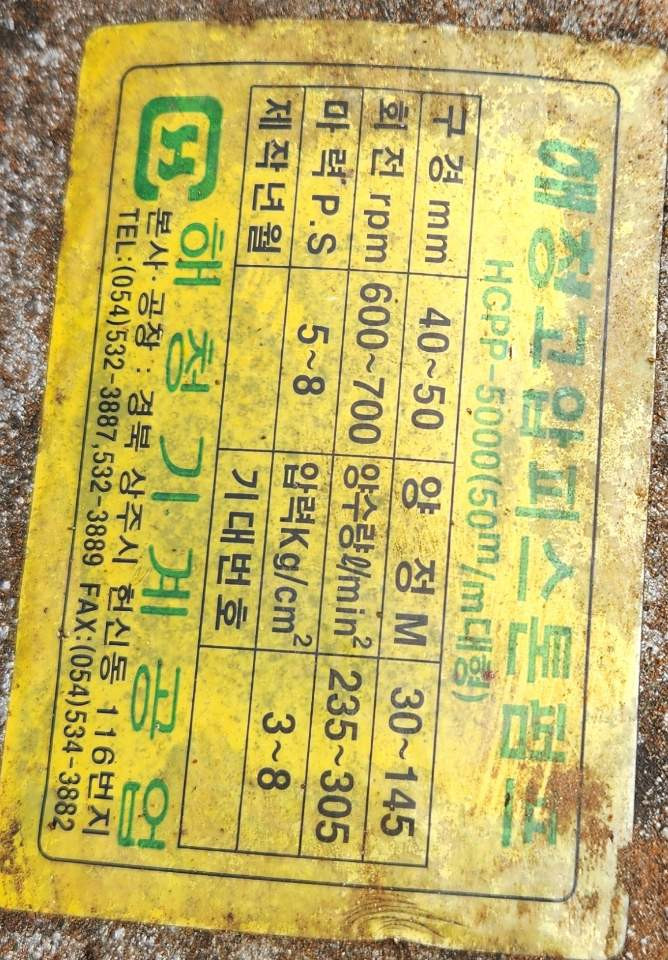 해청고압피스톤펌프
HCPP-5000(50m/m대형)
구경 mm 40~50 양정 M 30~145
회전 rpm 600~700 양수량ℓ/min² 235~305
마력 P.S 5~8 압력Kg/cm² 3~8
제작년월 기대번호
HC 해청기계공업
본사·공장 : 경북 상주시 헌신동 116번지
TEL:(054)532-3887,532-3889 FAX:(054)534-3882